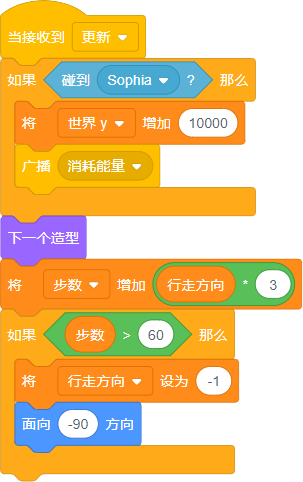 当接收到 更新
如果 碰到 Sophia ? 那么
将 世界 y 增加 10000
广播 消耗能量
下一个造型
将 步数 增加 行走方向 * 3
如果 步数 > 60 那么
将 行走方向 设为 -1
面向 -90 方向